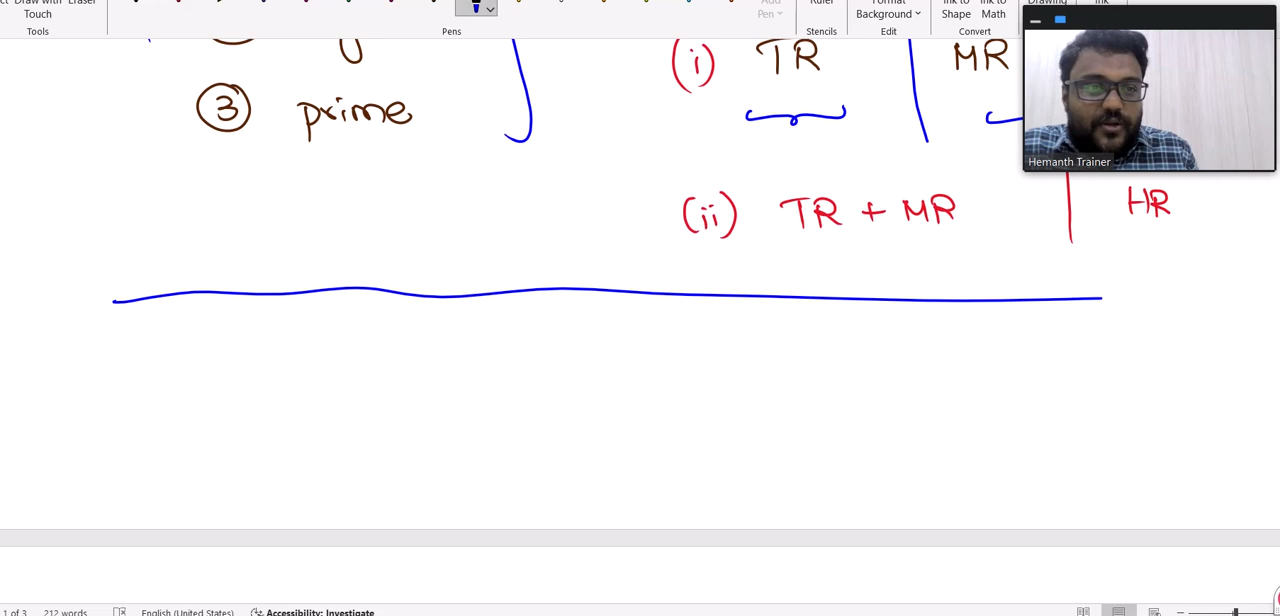 Draw with Eraser Add Ruler Format Ink to Ink to Drawing Ink
Touch Pen Background Shape Math
Tools Pens Stencils Edit Convert
(i) TR MR
3 prime
Hemanth Trainer
(ii) TR + MR HR
1 of 3 212 words English (United States) Accessibility: Investigate